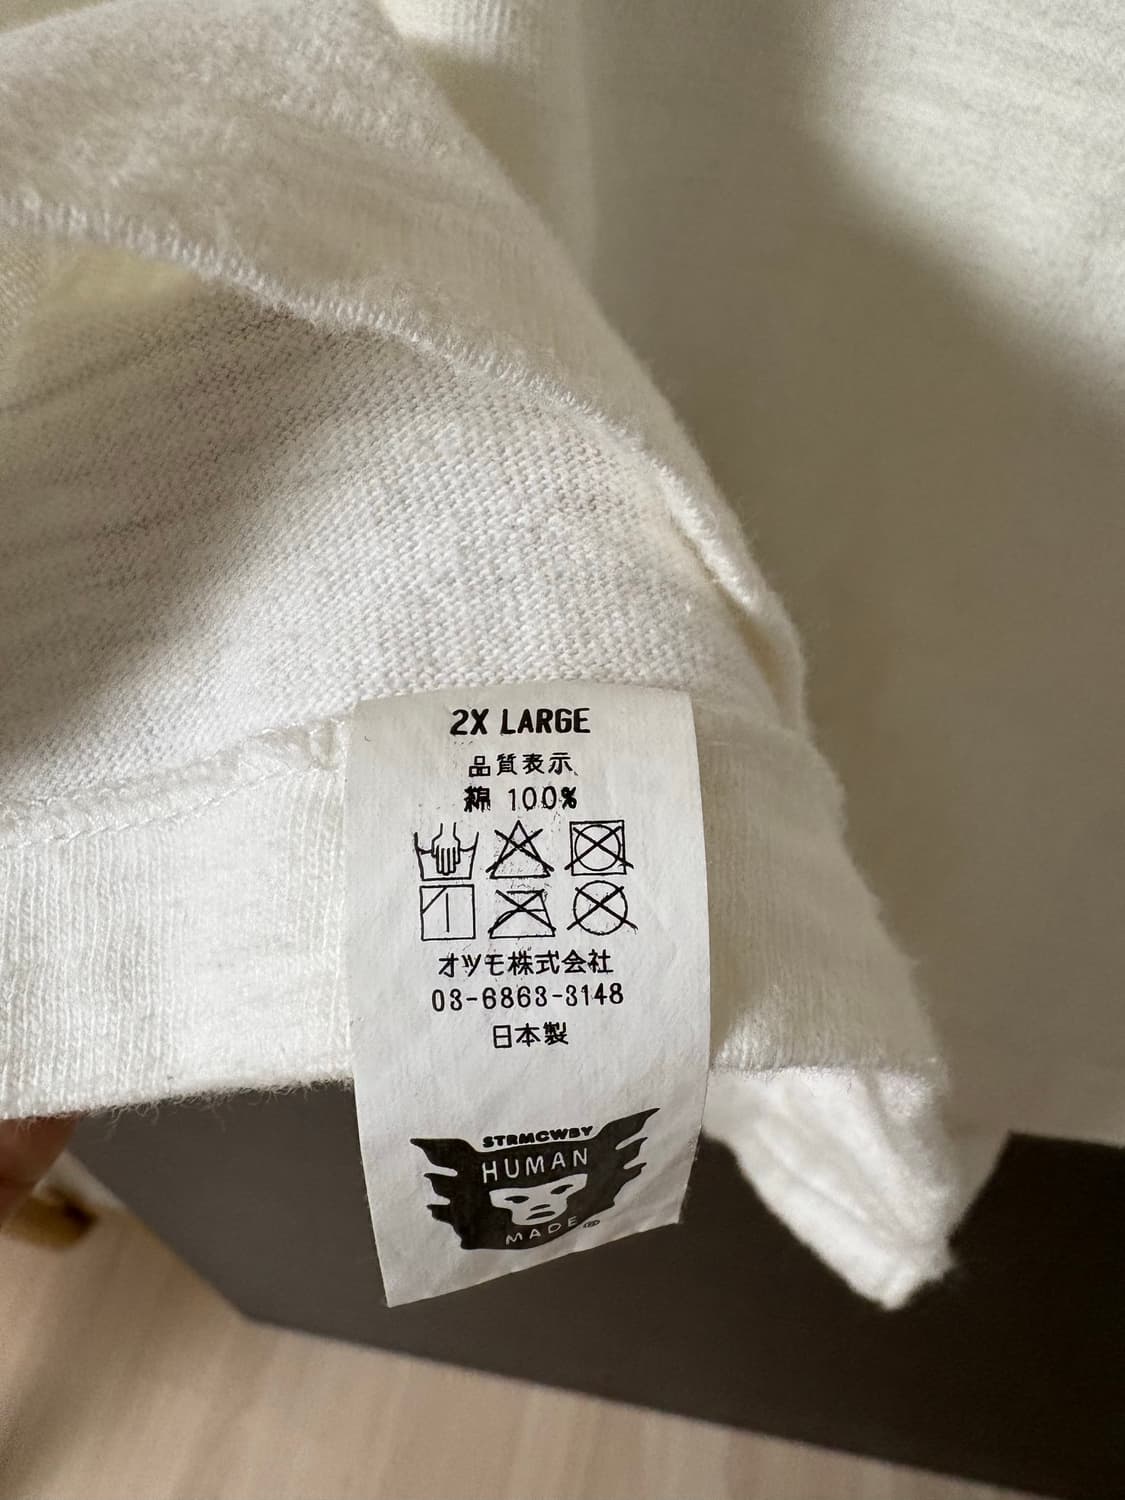 2X LARGE
品質表示
綿 100%
オツモ株式会社
03-6863-3148
日本製
STRMCWBY
HUMAN
MADE®